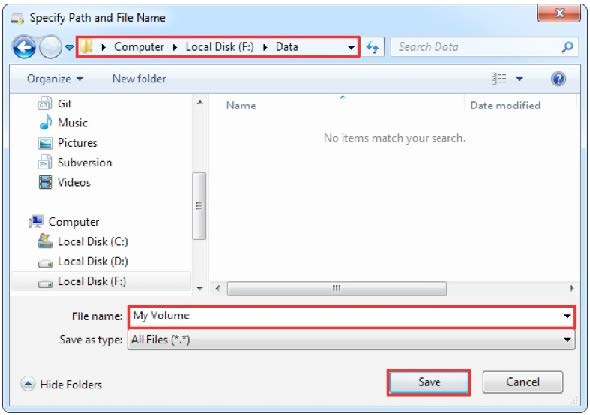 Specify Path and File Name
Computer Local Disk (F:) Data Search Data
Organize New folder
Git
Music
Pictures
Subversion
Videos
Computer
Local Disk (C:)
Local Disk (D:)
Local Disk (F:)
Name Date modified
No items match your search.
File name: My Volume
Save as type: All Files (*.*)
Hide Folders Save Cancel